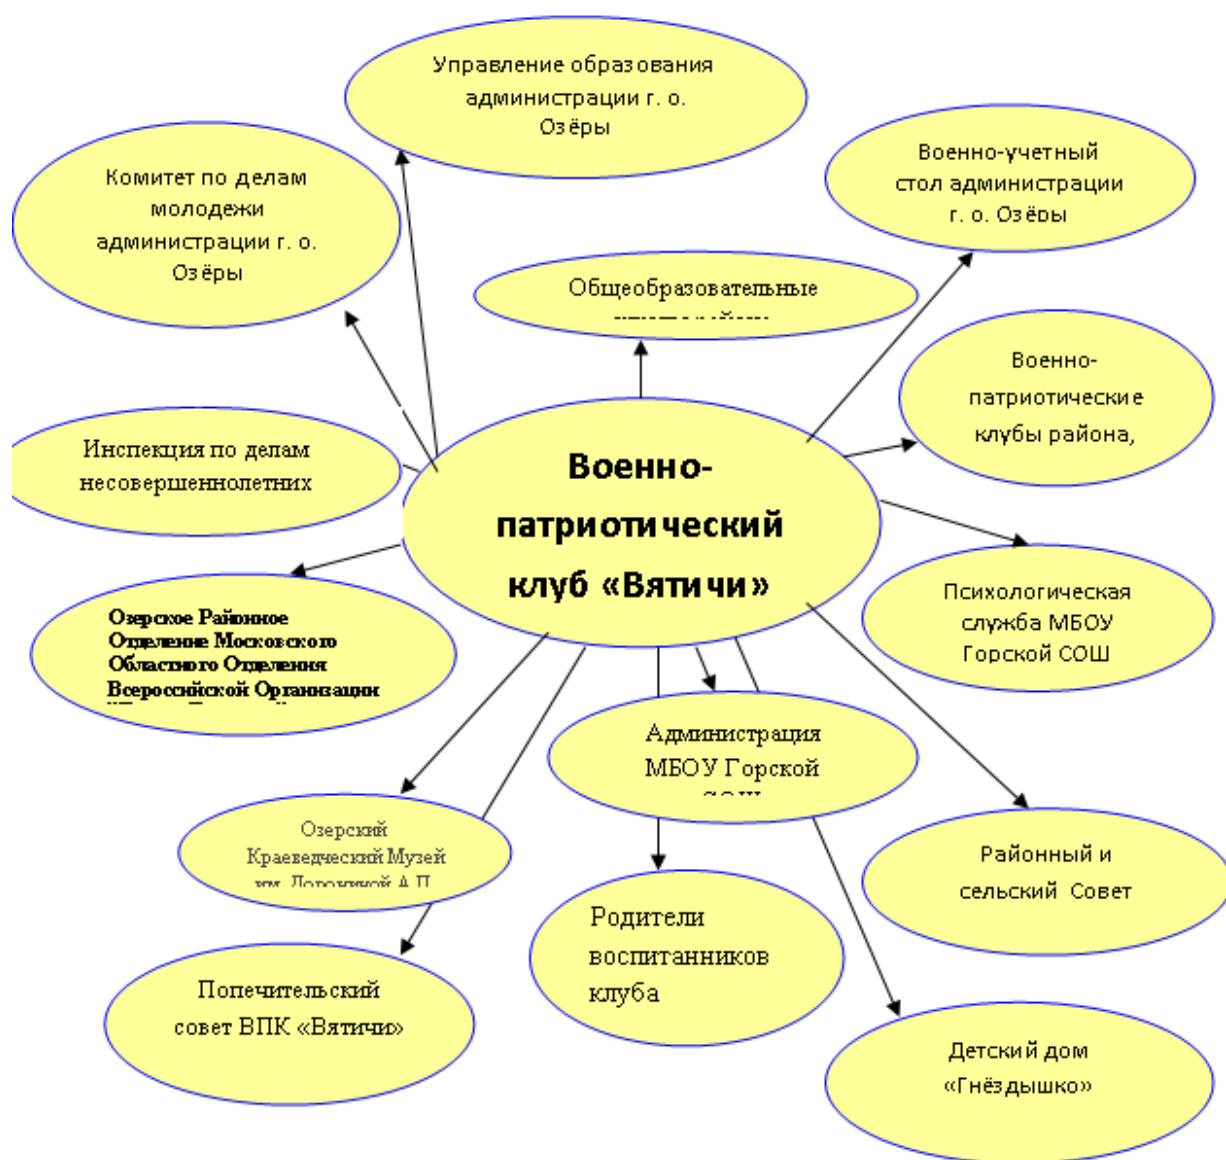 Управление образования
администрации г. о.
Озёры
Комитет по делам
молодежи
администрации г. о.
Озёры
Военно-учетный
стол администрации
г. о. Озёры
Общеобразовательные
Военно-
патриотические
клубы района,
Инспекция по делам
несовершеннолетних
Военно-
патриотический
клуб «Вятичи»
Психологическая
служба МБОУ
Горской СОШ
Озерское Районное
Отделение Московского
Областного Отделения
Всероссийской Организации
Администрация
МБОУ Горской
СОШ
Озерский
Краеведческий Музей
им. Дорониной А.П.
Районный и
сельский Совет
Родители
воспитанников
клуба
Попечительский
совет ВПК «Вятичи»
Детский дом
«Гнёздышко»